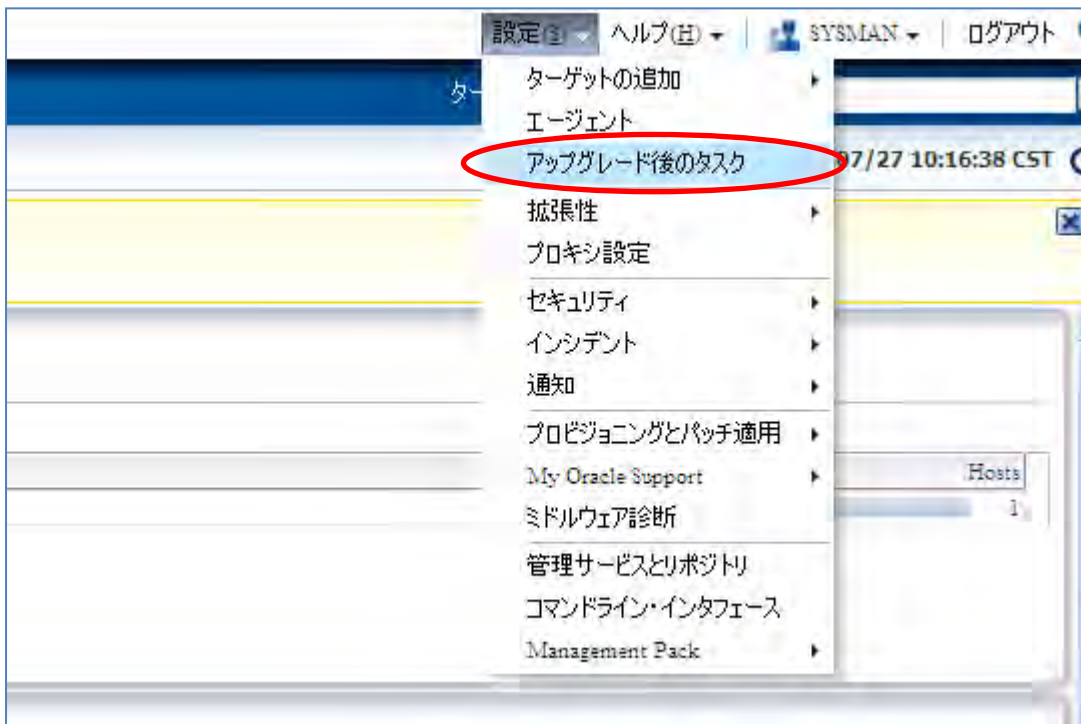 設定(S) ヘルプ(H) SYSMAN ログアウト
ター
ターゲットの追加
エージェント
アップグレード後のタスク
07/27 10:16:38 CST
拡張性
プロキシ設定
セキュリティ
インシデント
通知
プロビジョニングとパッチ適用
My Oracle Support
Hosts
ミドルウェア診断
1
管理サービスとリポジトリ
コマンドライン・インタフェース
Management Pack